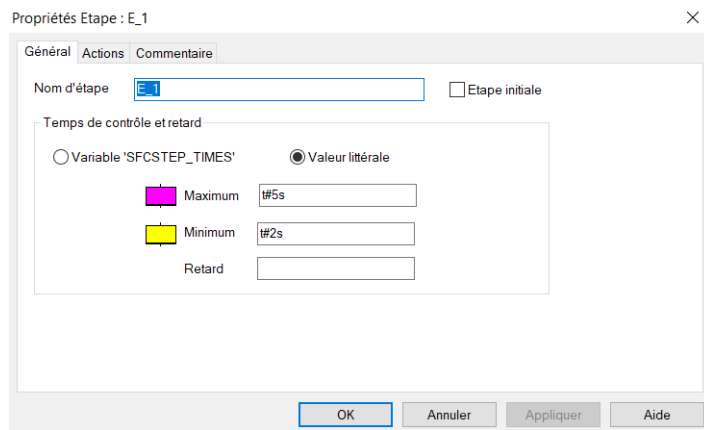 Propriétés Etape : E_1
Général Actions Commentaire
Nom d'étape E_1 Etape initiale
Temps de contrôle et retard
Variable 'SFCSTEP_TIMES' Valeur littérale
Maximum t#5s
Minimum t#2s
Retard
OK Annuler Appliquer Aide